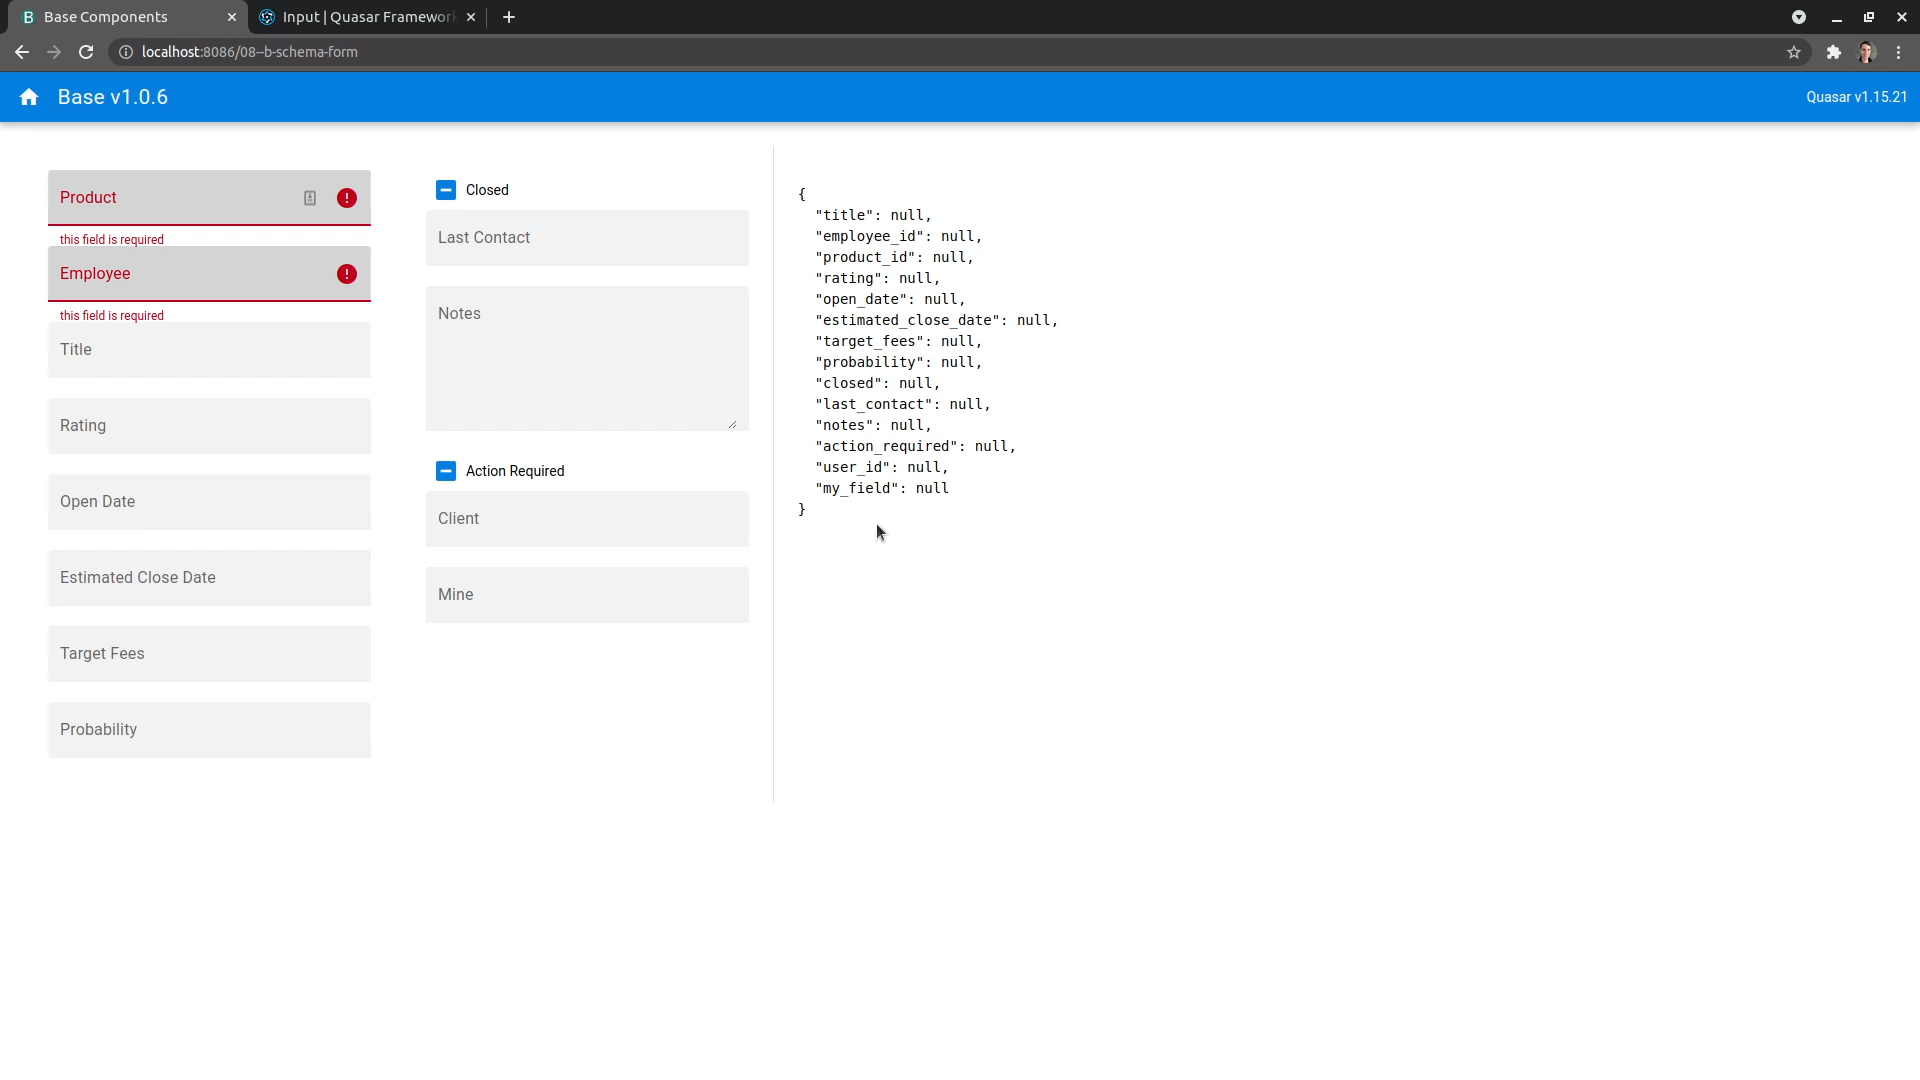 B Base Components
Input | Quasar Framework
localhost:8086/08--b-schema-form
Base v1.0.6
Quasar v1.15.21
Product
this field is required
Employee
this field is required
Title
Rating
Open Date
Estimated Close Date
Target Fees
Probability
Closed
Last Contact
Notes
Action Required
Client
Mine
{
"title": null,
"employee_id": null,
"product_id": null,
"rating": null,
"open_date": null,
"estimated_close_date": null,
"target_fees": null,
"probability": null,
"closed": null,
"last_contact": null,
"notes": null,
"action_required": null,
"user_id": null,
"my_field": null
}